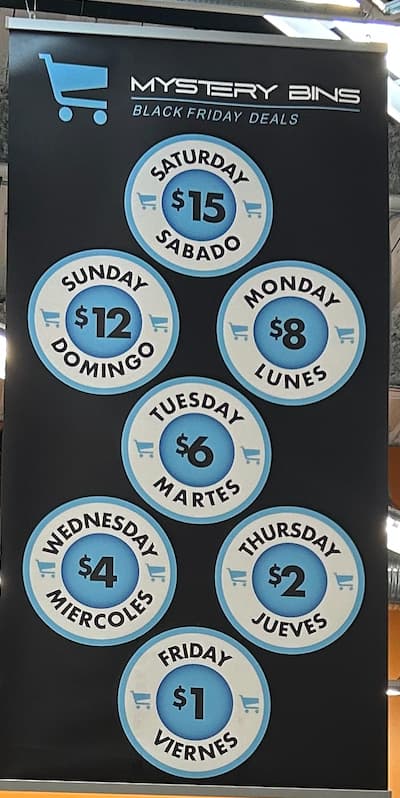 MYSTERY BINS
BLACK FRIDAY DEALS
SATURDAY
$15
SABADO
SUNDAY
$12
DOMINGO
MONDAY
$8
LUNES
TUESDAY
$6
MARTES
WEDNESDAY
$4
MIERCOLES
THURSDAY
$2
JUEVES
FRIDAY
$1
VIERNES